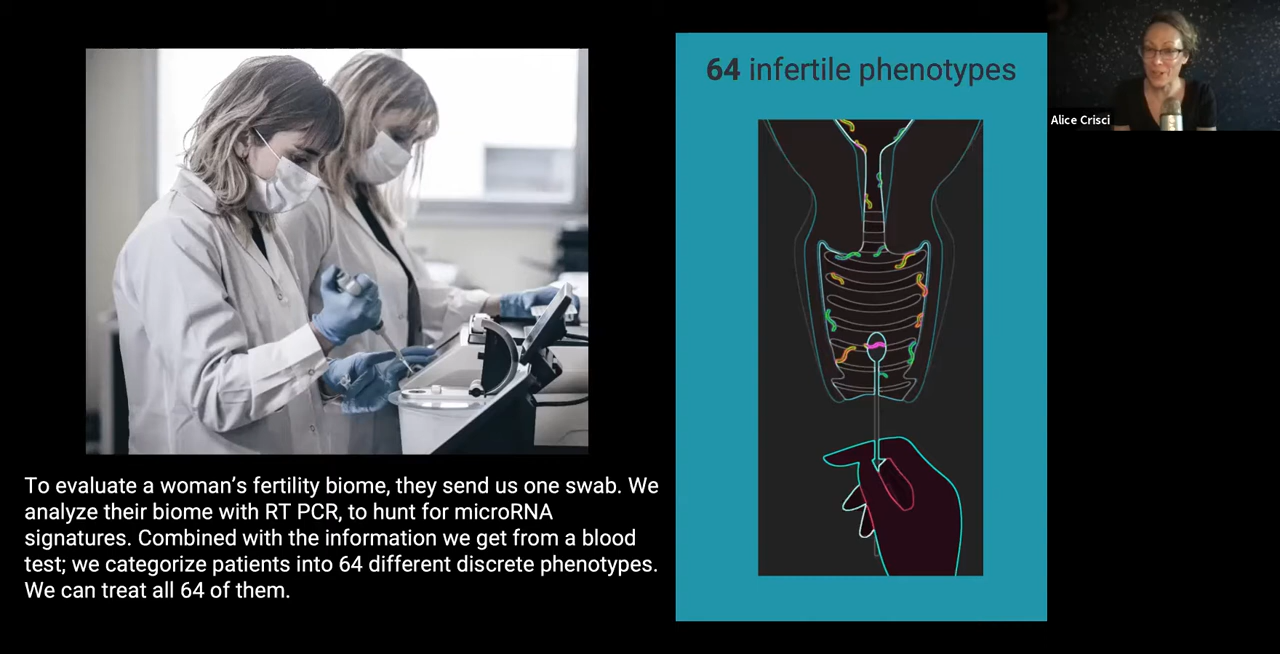 64 infertile phenotypes
Alice Crisci
To evaluate a woman’s fertility biome, they send us one swab. We
analyze their biome with RT PCR, to hunt for microRNA
signatures. Combined with the information we get from a blood
test; we categorize patients into 64 different discrete phenotypes.
We can treat all 64 of them.